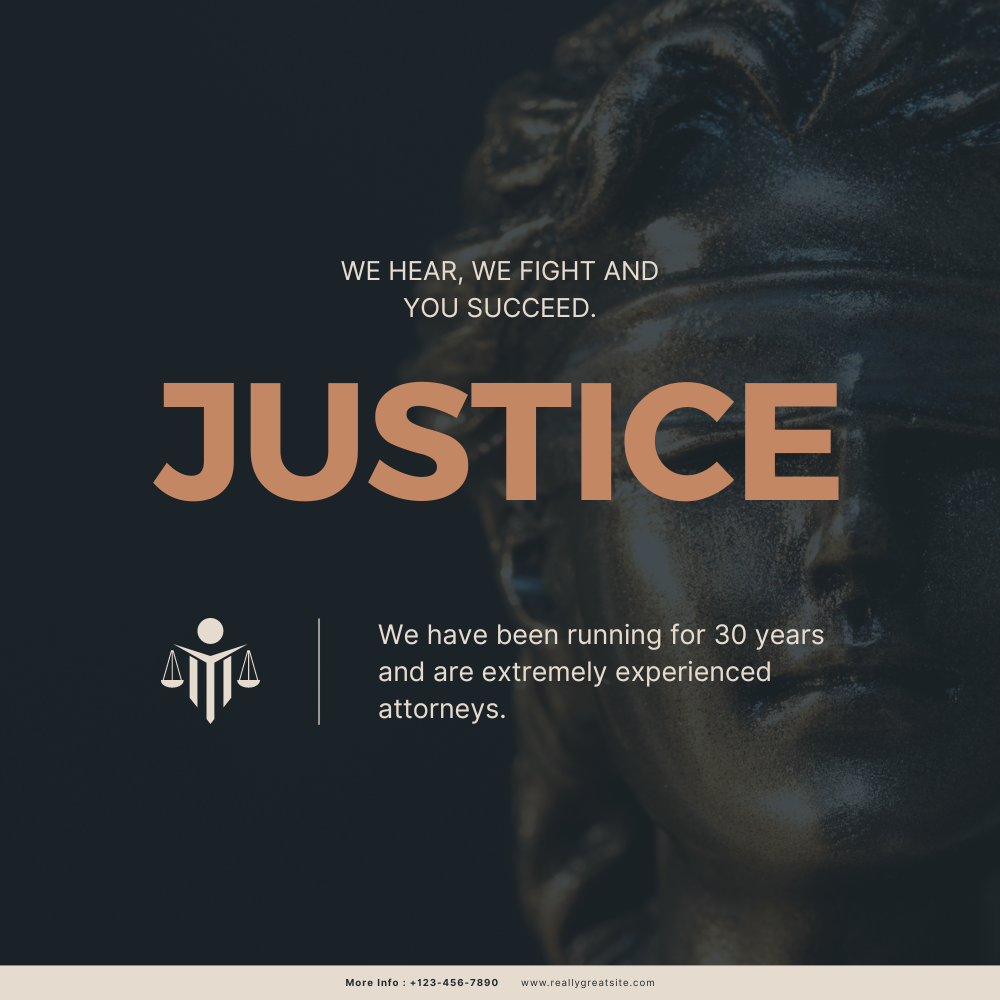 WE HEAR, WE FIGHT AND
YOU SUCCEED.
JUSTICE
We have been running for 30 years
and are extremely experienced
attorneys.
More Info : +123-456-7890 www.reallygreatsite.com